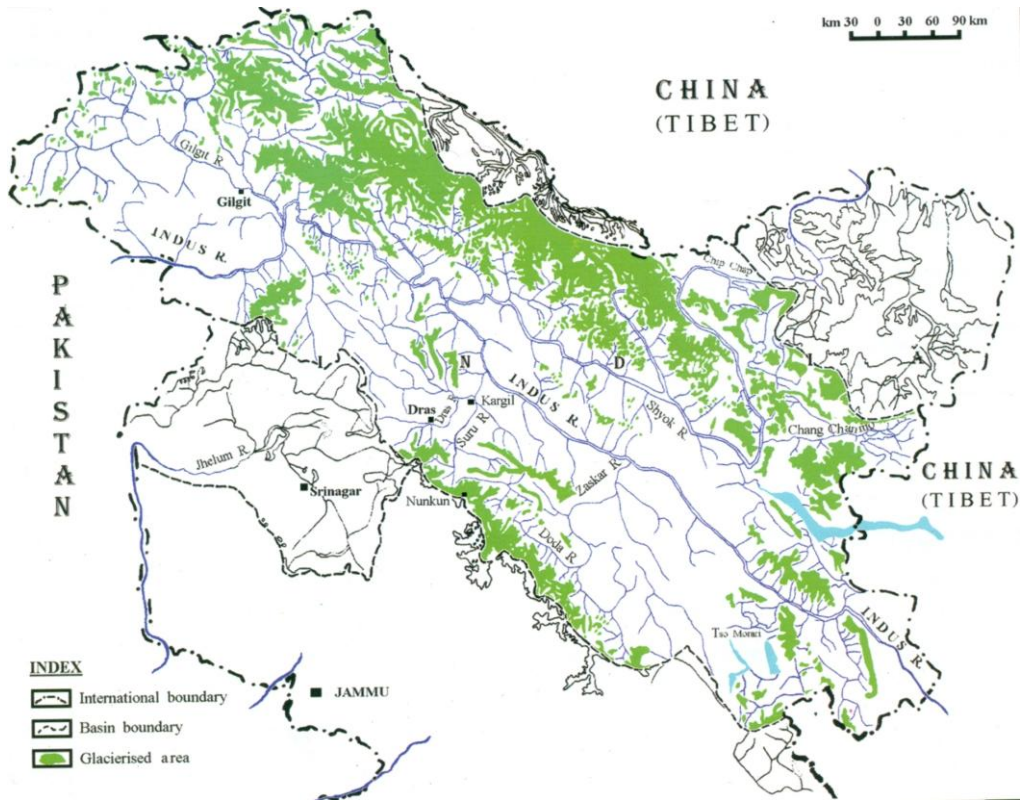 km 30 0 30 60 90 km
CHINA
(TIBET)
Gilgit R.
Gilgit
INDUS R.
Chip Chap
PAKISTAN
I N D I A
INDUS R.
Kargil
Dras
Dras R.
Suru R.
Shyok R.
Chang Chenmo
Jhelum R.
Srinagar
Nunkun
Zaskar R.
CHINA
(TIBET)
Doda R.
Tso Morari
INDUS R.
INDEX
International boundary
Basin boundary
Glacierised area
JAMMU